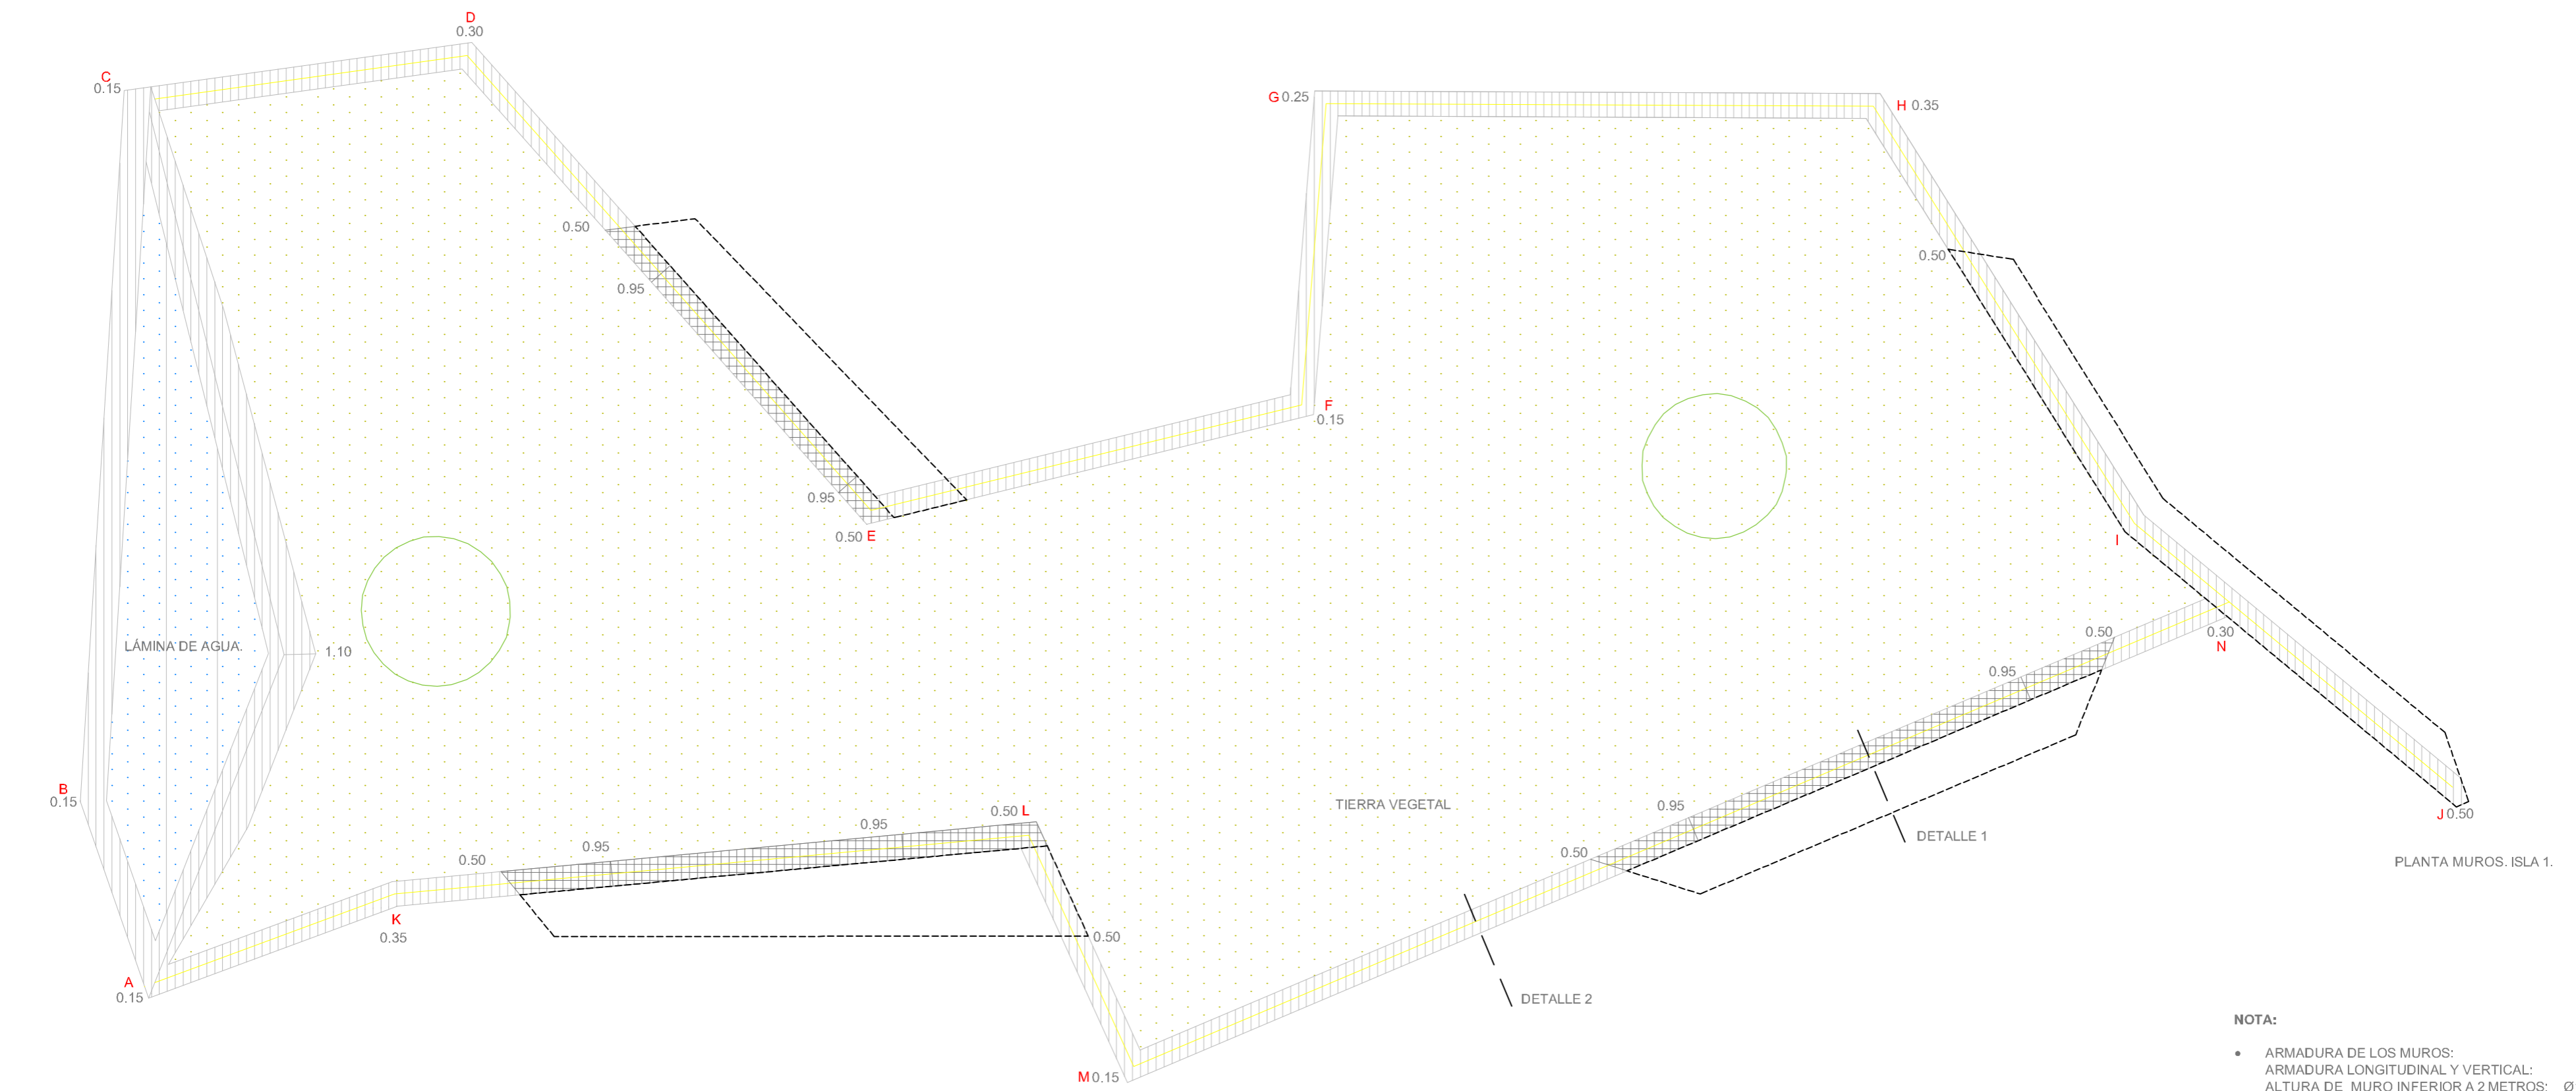 D
0.30
C
0.15
G 0.25
H 0.35
0.50
0.50
0.95
F
0.15
0.95
0.50 E
I
0.50
0.30
N
LÁMINA DE AGUA.
1.10
0.95
B
0.15
TIERRA VEGETAL
0.95
0.50 L
0.95
0.95
0.50
0.50
DETALLE 1
J 0.50
PLANTA MUROS. ISLA 1.
K
0.35
0.50
A
0.15
DETALLE 2
M 0.15
NOTA:
• ARMADURA DE LOS MUROS:
ARMADURA LONGITUDINAL Y VERTICAL:
ALTURA DE MURO INFERIOR A 2 METROS: Ø